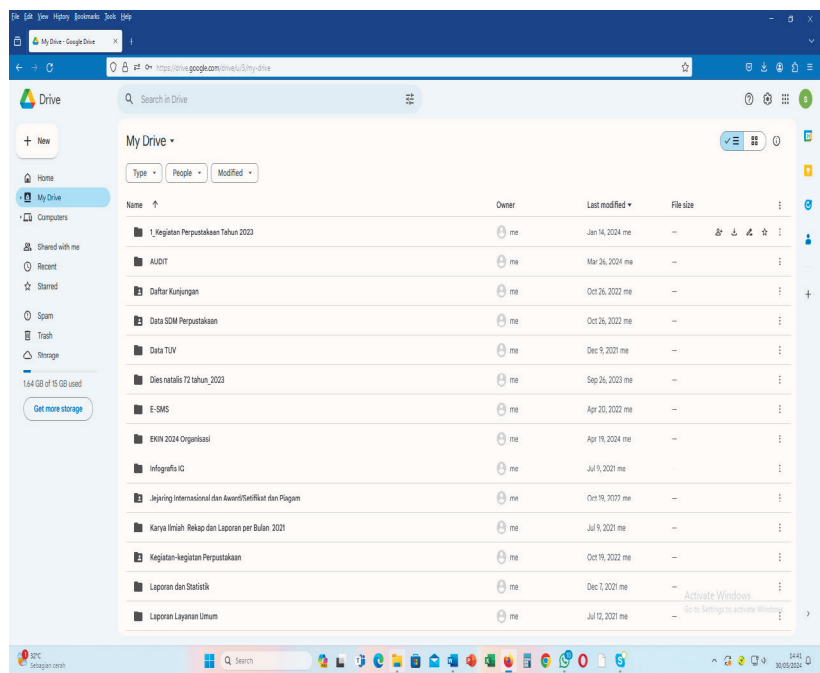 File Edit View History Bookmarks Tools Help
My Drive - Google Drive
https://drive.google.com/drive/u/5/my-drive
Drive
Search in Drive
New
My Drive
Type People Modified
Home
My Drive
Computers
Shared with me
Recent
Starred
Spam
Trash
Storage
1.64 GB of 15 GB used
Get more storage
Name Owner Last modified File size
1_Kegiatan Perpustakaan Tahun 2023 me Jan 14, 2024 me –
AUDIT me Mar 26, 2024 me –
Daftar Kunjungan me Oct 26, 2022 me –
Data SDM Perpustakaan me Oct 26, 2022 me –
Data TUV me Dec 9, 2021 me –
Dies natalis 72 tahun_2023 me Sep 26, 2023 me –
E-SMS me Apr 20, 2022 me –
EKIN 2024 Organisasi me Apr 19, 2024 me –
Infografis IG me Jul 9, 2021 me
Jejaring Internasional dan Award/Setifikat dan Piagam me Oct 19, 2022 me –
Karya Ilmiah Rekap dan Laporan per Bulan 2021 me Jul 9, 2021 me –
Kegiatan-kegiatan Perpustakaan me Oct 19, 2022 me –
Laporan dan Statistik me Dec 7, 2021 me –
Laporan Layanan Umum me Jul 12, 2021 me –
Activate Windows
Go to Settings to activate Windows.
32°C
Sebagian cerah
Search
14:41
30/05/2024